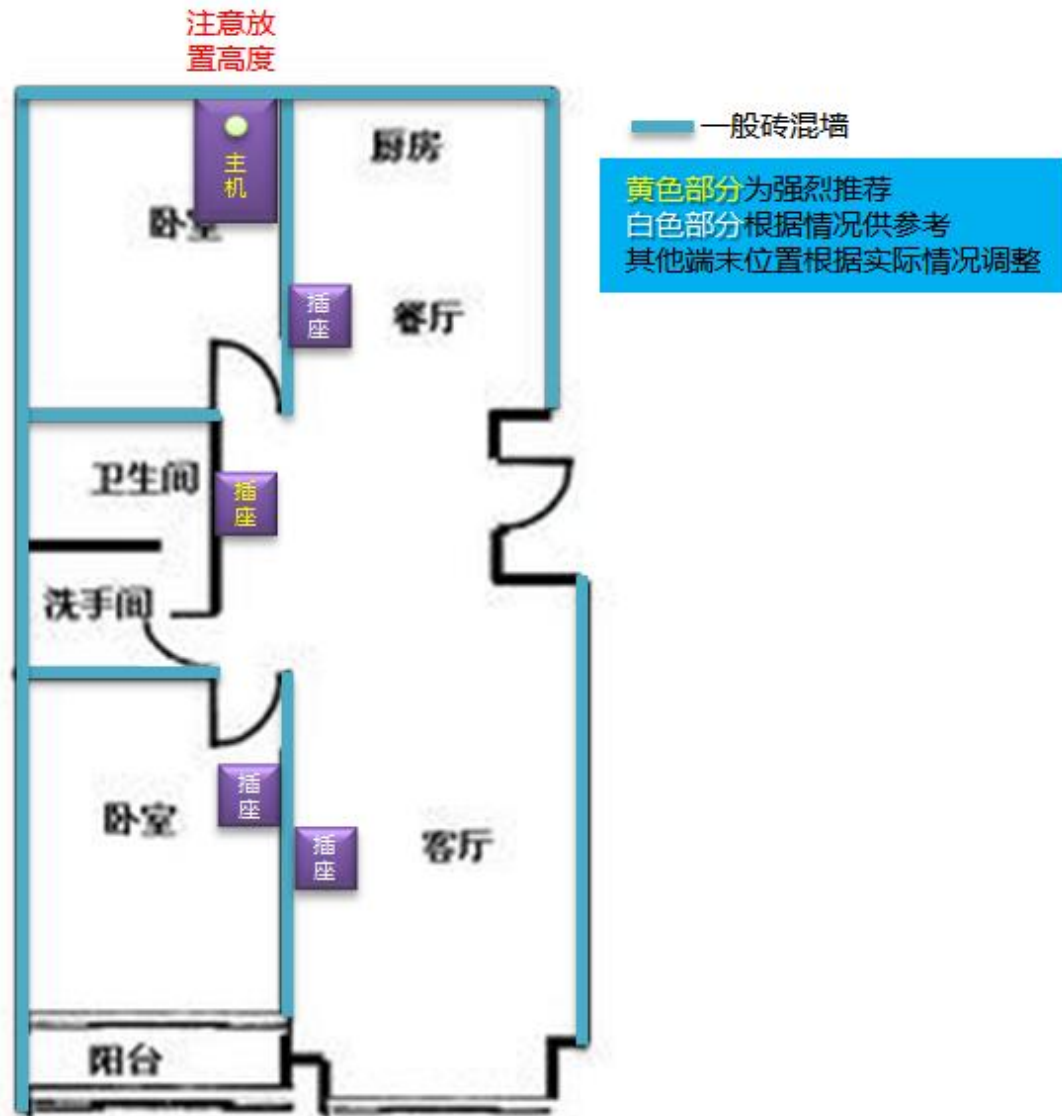 注意放
置高度
一般砖混墙
黄色部分为强烈推荐
白色部分根据情况供参考
其他端末位置根据实际情况调整
主
机
厨房
卧室
插
座
餐厅
卫生间
插
座
洗手间
插
座
卧室
插
座
客厅
阳台